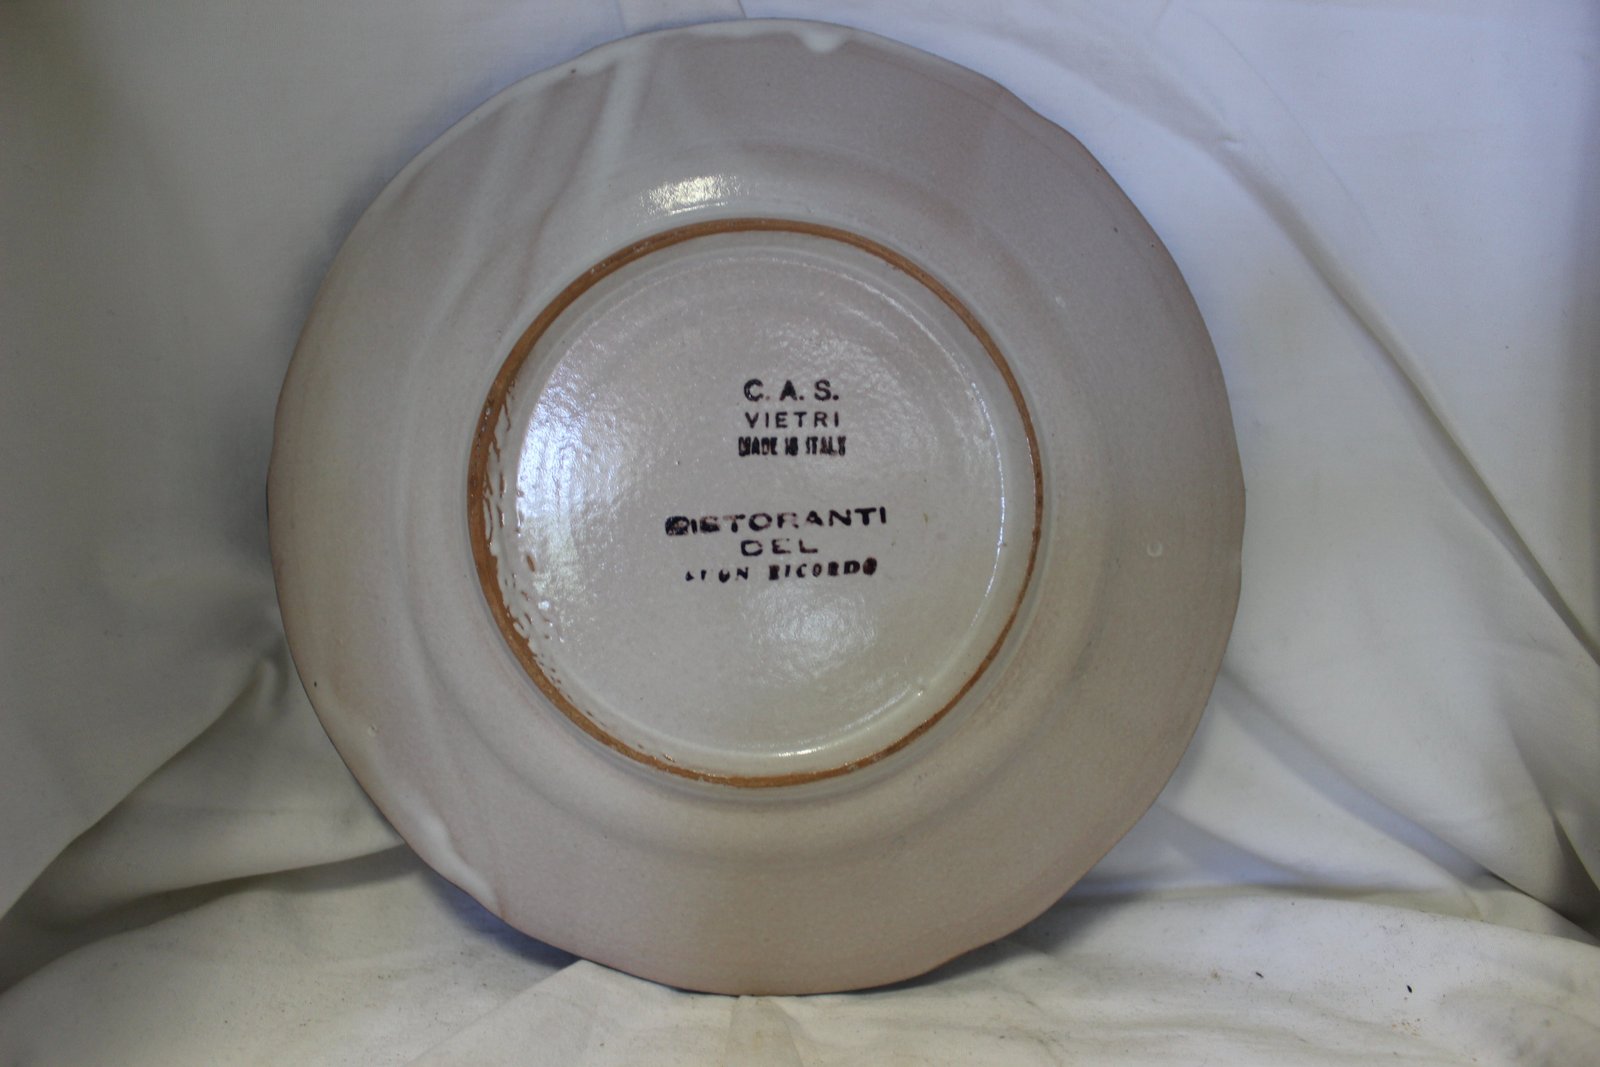 C. A. S.
VIETRI
MADE IN ITALY
RISTORANTI
DEL
BUON RICORDO